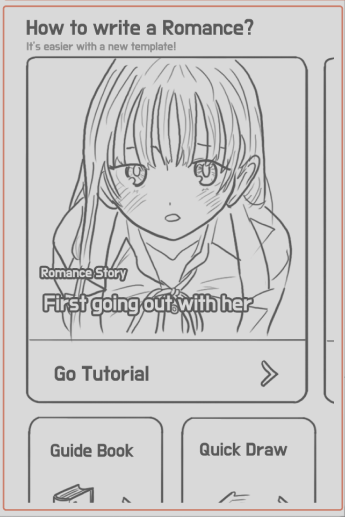 How to write a Romance?
It's easier with a new template!
Romance Story
First going out with her
Go Tutorial
Guide Book
Quick Draw